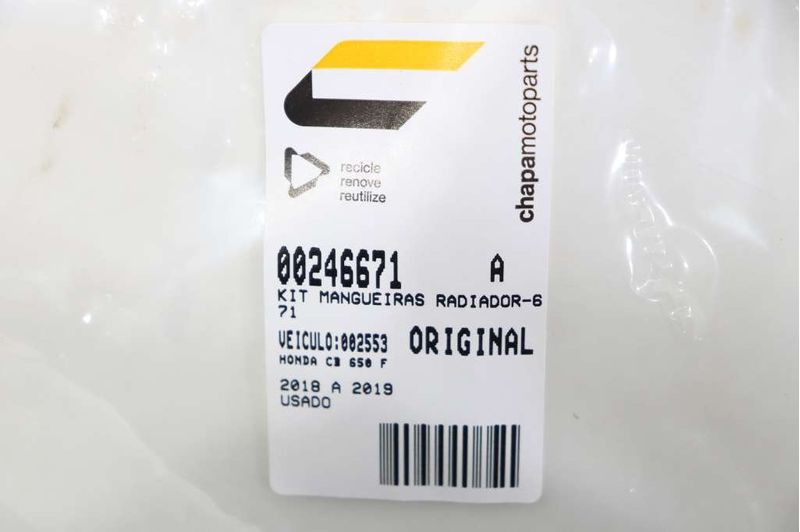 chapamotoparts
recicle
renove
reutilize
00246671 A
KIT MANGUEIRAS RADIADOR-6
71
VEICULO:002553 ORIGINAL
HONDA CB 650 F
2018 A 2019
USADO